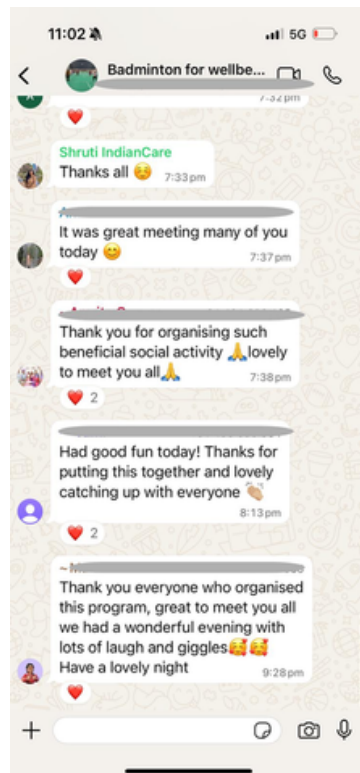 11:02
5G
Badminton for wellbe...
7:32 pm
Shruti IndianCare
Thanks all ☺️
7:33 pm
It was great meeting many of you
today 😊
7:37 pm
Thank you for organising such
beneficial social activity 🙏lovely
to meet you all🙏
7:38 pm
2
Had good fun today! Thanks for
putting this together and lovely
catching up with everyone 👏🏼
8:13 pm
2
Thank you everyone who organised
this program, great to meet you all
we had a wonderful evening with
lots of laugh and giggles🥰🥰
Have a lovely night
9:28 pm